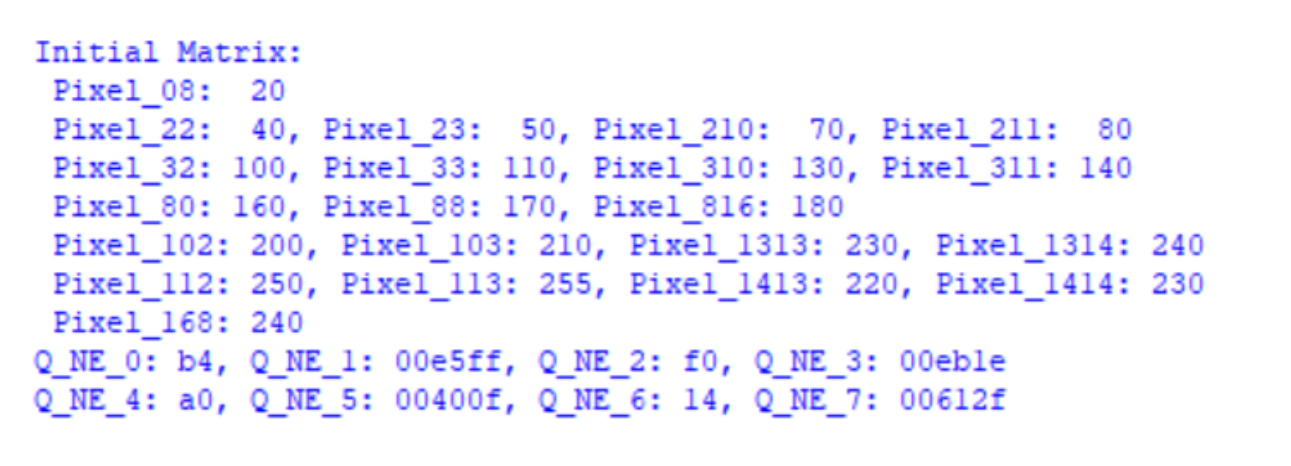 Initial Matrix:
Pixel_08:  20
Pixel_22:  40, Pixel_23:  50, Pixel_210:  70, Pixel_211:  80
Pixel_32: 100, Pixel_33: 110, Pixel_310: 130, Pixel_311: 140
Pixel_80: 160, Pixel_88: 170, Pixel_816: 180
Pixel_102: 200, Pixel_103: 210, Pixel_1313: 230, Pixel_1314: 240
Pixel_112: 250, Pixel_113: 255, Pixel_1413: 220, Pixel_1414: 230
Pixel_168: 240
Q_NE_0: b4, Q_NE_1: 00e5ff, Q_NE_2: f0, Q_NE_3: 00eb1e
Q_NE_4: a0, Q_NE_5: 00400f, Q_NE_6: 14, Q_NE_7: 00612f